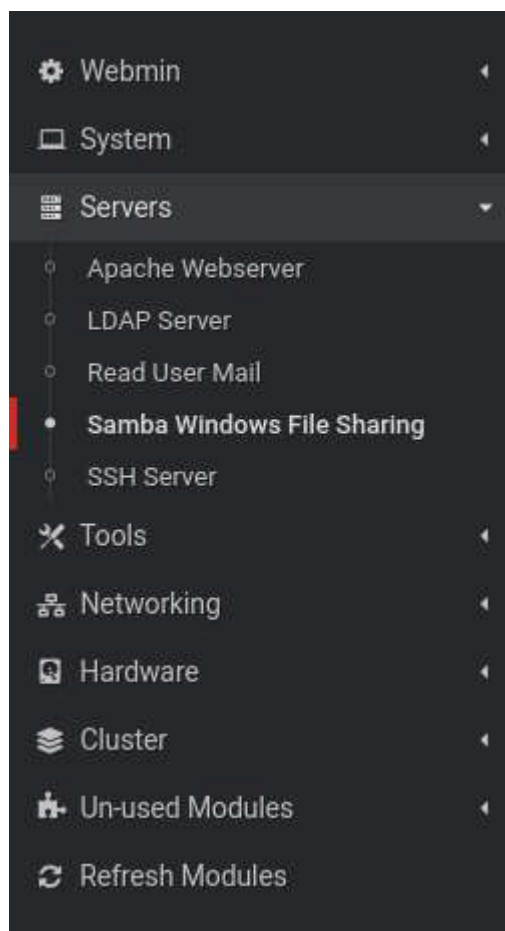 Webmin
System
Servers
Apache Webserver
LDAP Server
Read User Mail
Samba Windows File Sharing
SSH Server
Tools
Networking
Hardware
Cluster
Un-used Modules
Refresh Modules